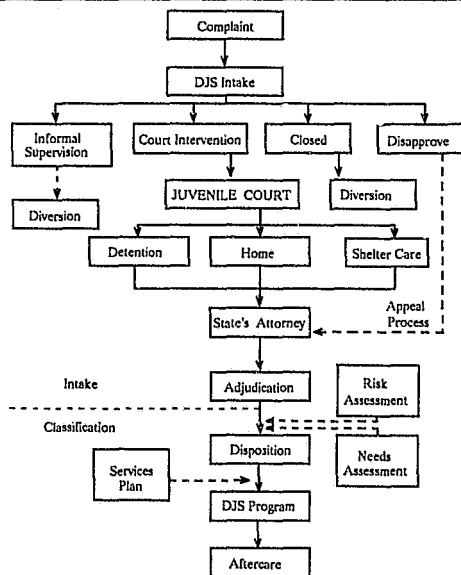 Complaint
DJS Intake
Informal
Supervision
Court Intervention
Closed
Disapprove
Diversion
JUVENILE COURT
Diversion
Detention
Home
Shelter Care
Appeal
Process
State's Attorney
Intake
Adjudication
Risk
Assessment
Classification
Disposition
Needs
Assessment
Services
Plan
DJS Program
Aftercare